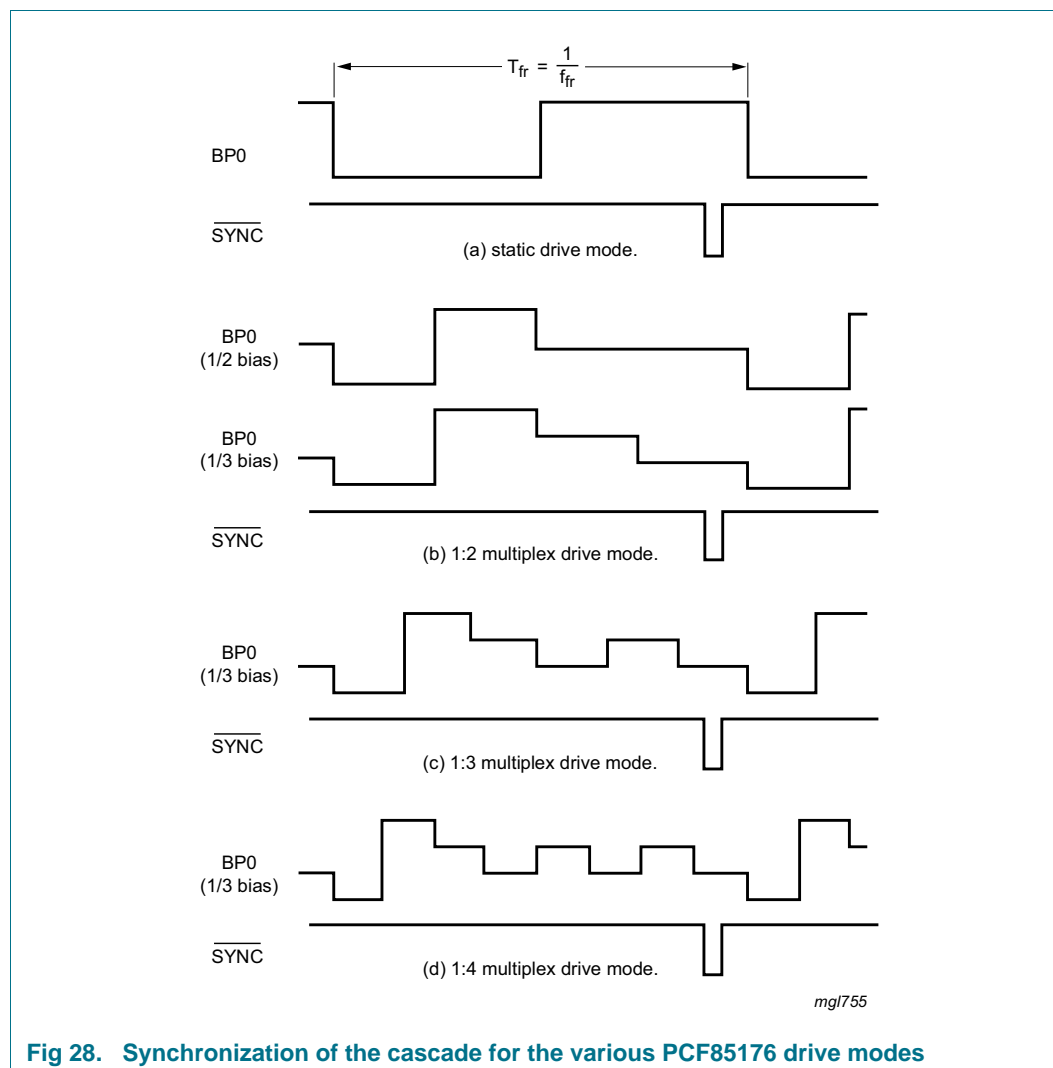 T_fr = 1/f_fr
BP0
SYNC
(a) static drive mode.
BP0
(1/2 bias)
BP0
(1/3 bias)
SYNC
(b) 1:2 multiplex drive mode.
BP0
(1/3 bias)
SYNC
(c) 1:3 multiplex drive mode.
BP0
(1/3 bias)
SYNC
(d) 1:4 multiplex drive mode.
mgl755
Fig 28. Synchronization of the cascade for the various PCF85176 drive modes